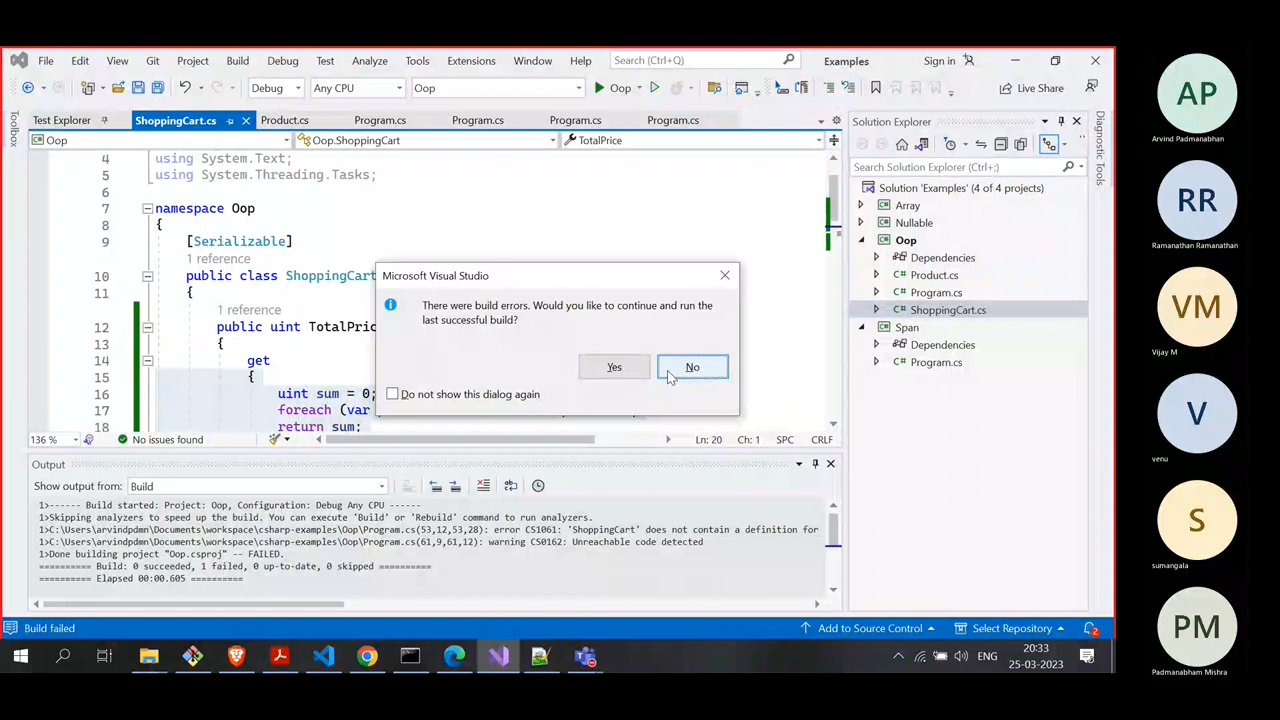 File Edit View Git Project Build Debug Test Analyze Tools Extensions Window Help Search (Ctrl+Q) Examples Sign in
Debug Any CPU Oop Oop Live Share
Test Explorer ShoppingCart.cs Product.cs Program.cs Program.cs Program.cs
Toolbox
Oop Oop.ShoppingCart TotalPrice
4 using System.Text;
5 using System.Threading.Tasks;
6
7 namespace Oop
8 {
9 [Serializable]
1 reference
10 public class ShoppingCart
11 {
1 reference
12 public uint TotalPric
13 {
14 get
15 {
16 uint sum = 0;
17 foreach (var
18 return sum;
136 % No issues found Ln: 20 Ch: 1 SPC CRLF
Microsoft Visual Studio
There were build errors. Would you like to continue and run the
last successful build?
Yes No
Do not show this dialog again
Output
Show output from: Build
1>------ Build started: Project: Oop, Configuration: Debug Any CPU ------
1>Skipping analyzers to speed up the build. You can execute 'Build' or 'Rebuild' command to run analyzers.
1>C:\Users\arvindpdmn\Documents\workspace\csharp-examples\Oop\Program.cs(53,12,53,28): error CS1061: 'ShoppingCart' does not contain a definition for
1>C:\Users\arvindpdmn\Documents\workspace\csharp-examples\Oop\Program.cs(61,9,61,12): warning CS0162: Unreachable code detected
1>Done building project "Oop.csproj" -- FAILED.
========== Build: 0 succeeded, 1 failed, 0 up-to-date, 0 skipped ==========
========== Elapsed 00:00.605 ==========
Solution Explorer
Search Solution Explorer (Ctrl+;)
Solution 'Examples' (4 of 4 projects)
Array
Nullable
Oop
Dependencies
Product.cs
Program.cs
ShoppingCart.cs
Span
Dependencies
Program.cs
Diagnostic Tools
Build failed Add to Source Control Select Repository 2
ENG 20:33
25-03-2023
AP
Arvind Padmanabhan
RR
Ramanathan Ramanathan
VM
Vijay M
V
venu
S
sumangala
PM
Padmanabham Mishra